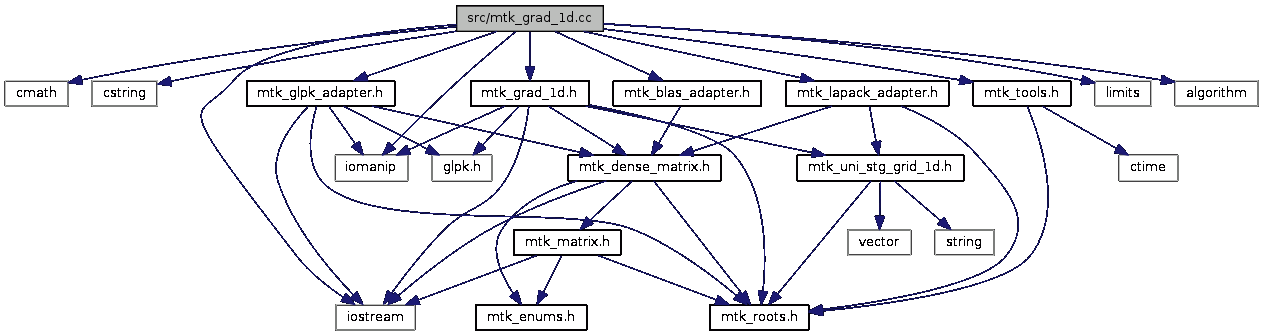 src/mtk_grad_1d.cc
cmath
cstring
mtk_glpk_adapter.h
mtk_grad_1d.h
mtk_blas_adapter.h
mtk_lapack_adapter.h
mtk_tools.h
limits
algorithm
iomanip
glpk.h
mtk_dense_matrix.h
mtk_uni_stg_grid_1d.h
ctime
mtk_matrix.h
vector
string
iostream
mtk_enums.h
mtk_roots.h